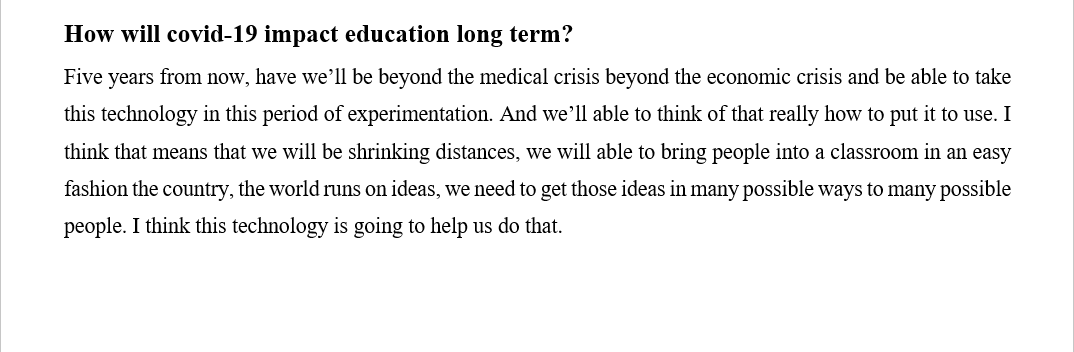 How will covid-19 impact education long term?
Five years from now, have we’ll be beyond the medical crisis beyond the economic crisis and be able to take
this technology in this period of experimentation. And we’ll able to think of that really how to put it to use. I
think that means that we will be shrinking distances, we will able to bring people into a classroom in an easy
fashion the country, the world runs on ideas, we need to get those ideas in many possible ways to many possible
people. I think this technology is going to help us do that.